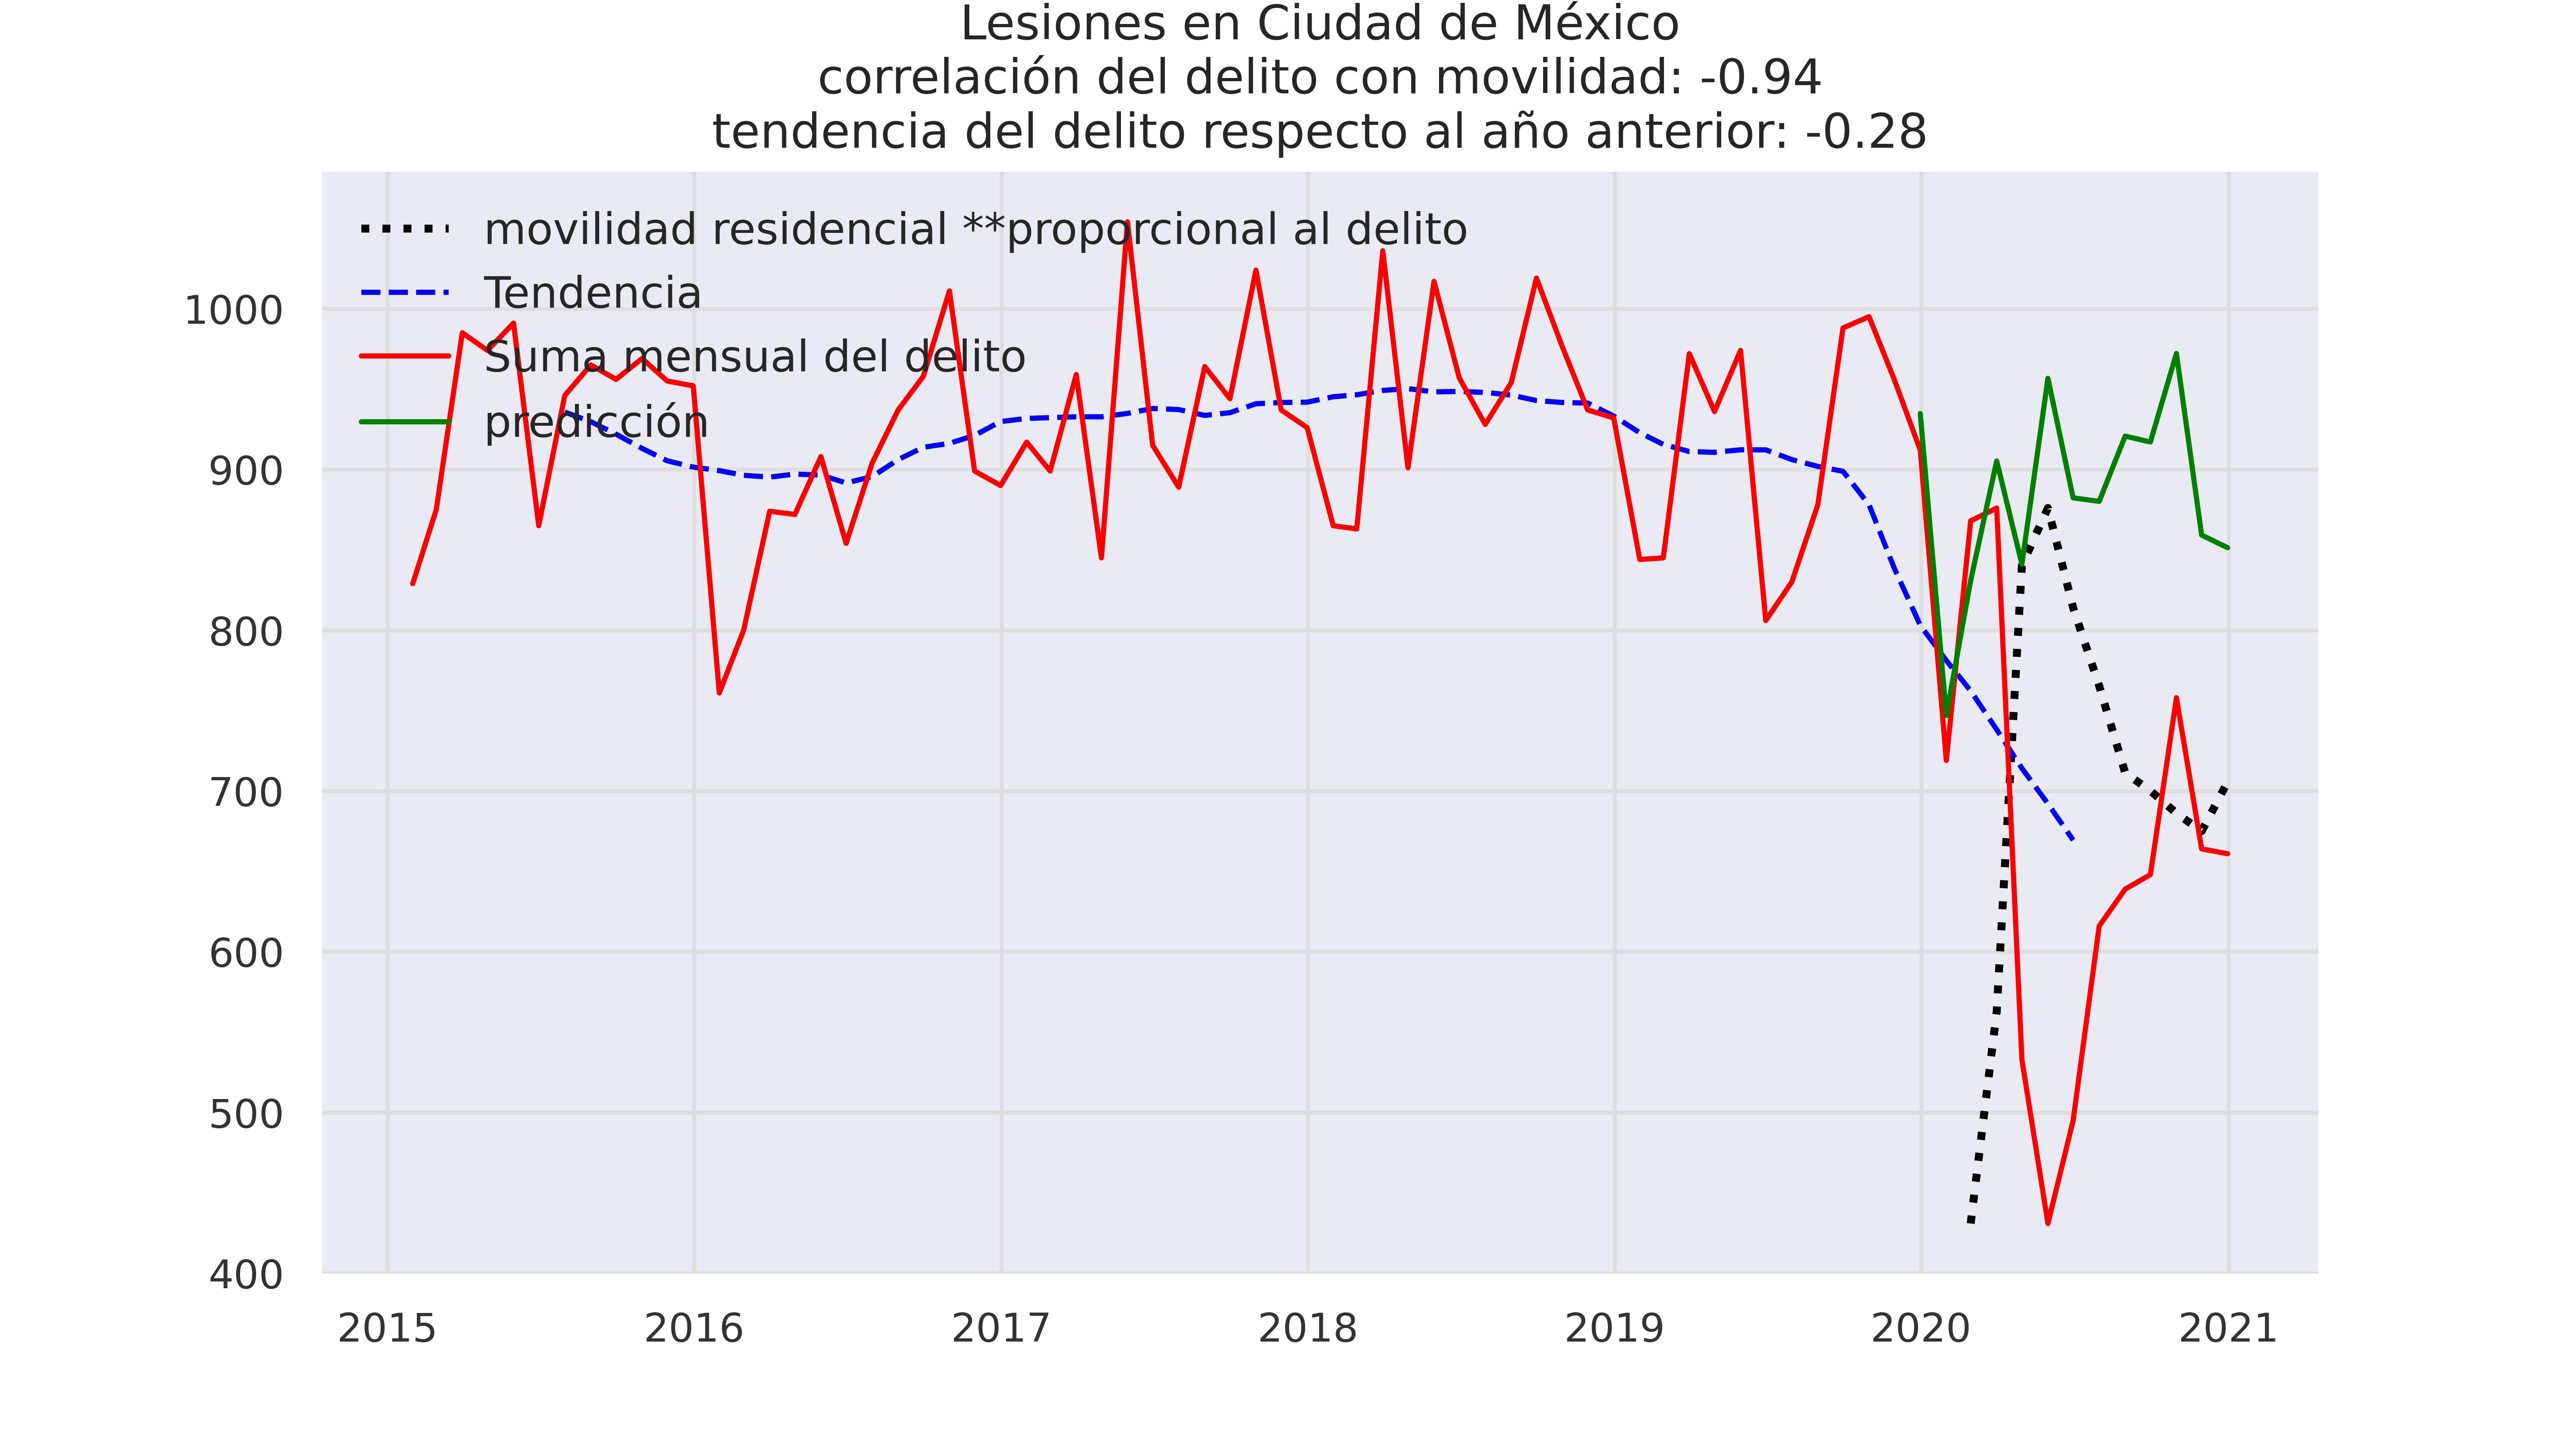 Lesiones en Ciudad de México
correlación del delito con movilidad: -0.94
tendencia del delito respecto al año anterior: -0.28
movilidad residencial **proporcional al delito
Tendencia
Suma mensual del delito
predicción
1000
900
800
700
600
500
400
2015 2016 2017 2018 2019 2020 2021